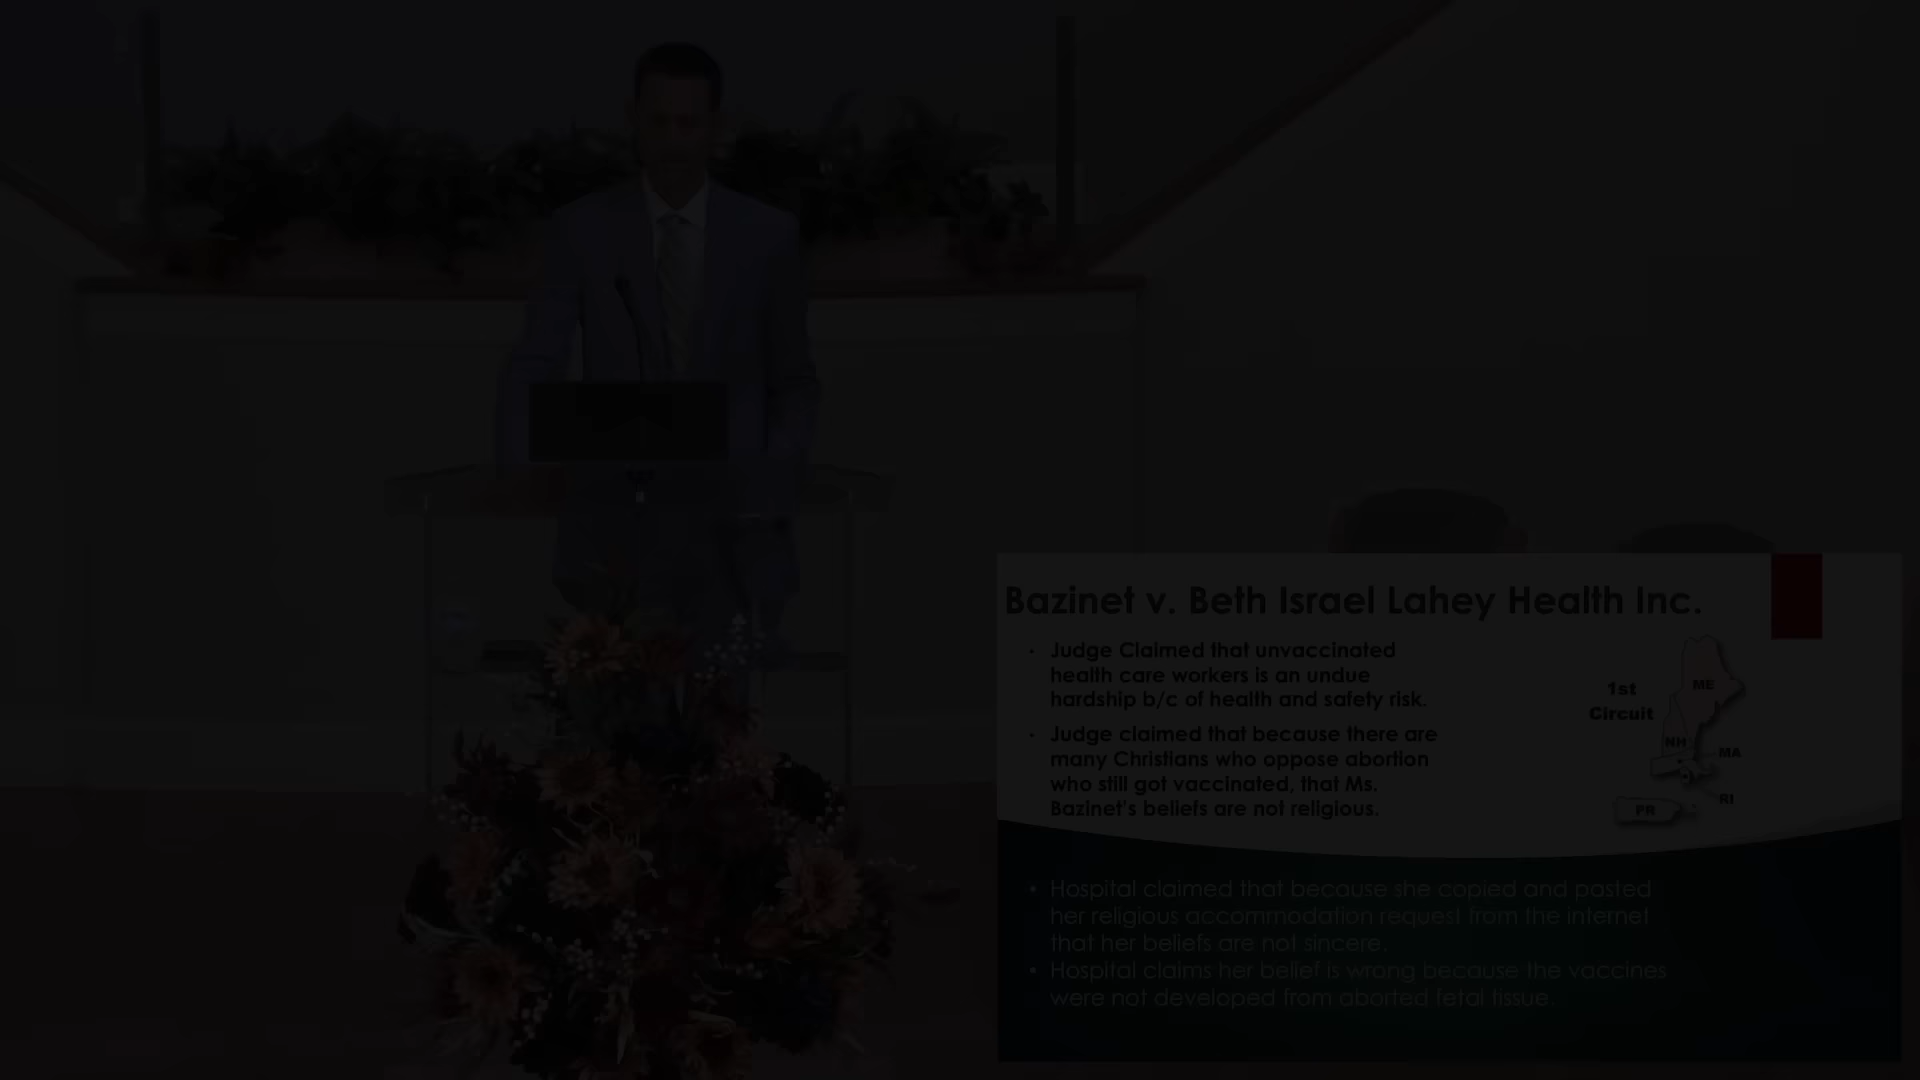 Bazinet v. Beth Israel Lahey Health Inc.
• Judge Claimed that unvaccinated
health care workers is an undue
hardship b/c of health and safety risk.
• Judge claimed that because there are
many Christians who oppose abortion
who still got vaccinated, that Ms.
Bazinet's beliefs are not religious.
1st
Circuit
ME
NH
MA
RI
PR
• Hospital claimed that because she copied and pasted
her religious accommodation request from the internet
that her beliefs are not sincere.
• Hospital claims her belief is wrong because the vaccines
were not developed from aborted fetal tissue.